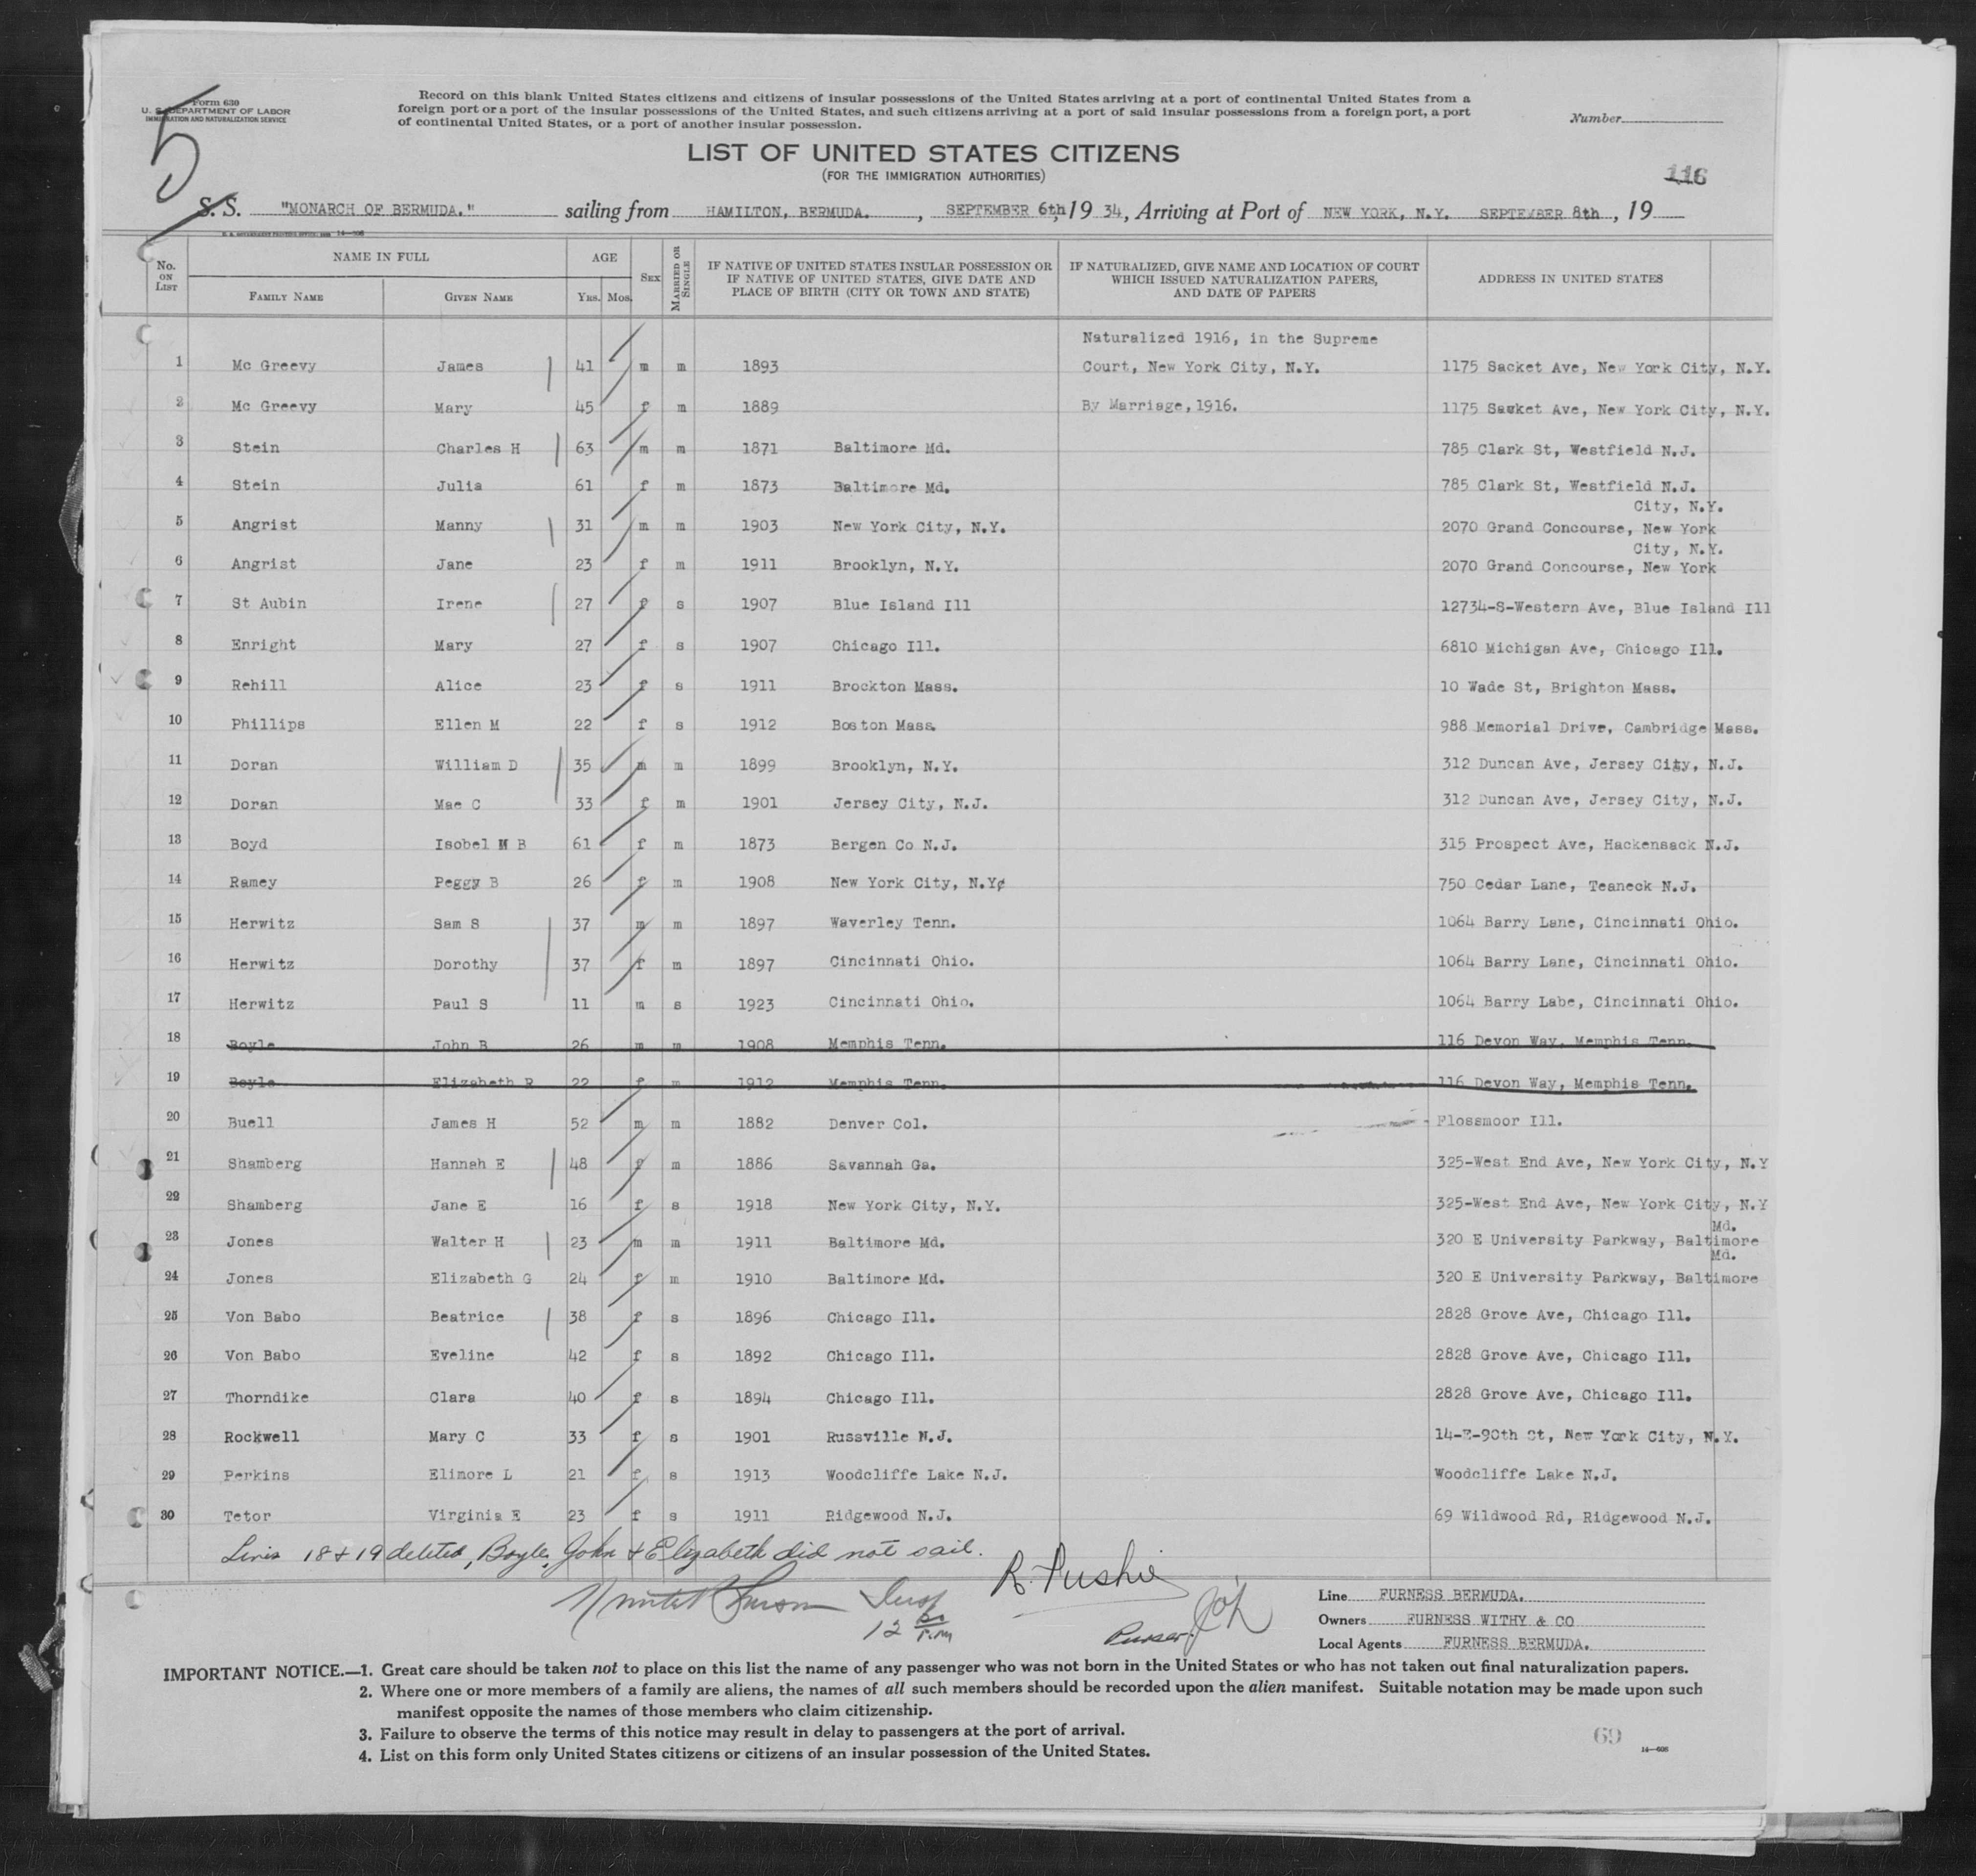 5
Form 630
U. S. DEPARTMENT OF LABOR
IMMIGRATION AND NATURALIZATION SERVICE
Record on this blank United States citizens and citizens of insular possessions of the United States arriving at a port of continental United States from a
foreign port or a port of the insular possessions of the United States, and such citizens arriving at a port of said insular possessions from a foreign port, a port
of continental United States, or a port of another insular possession.
Number
LIST OF UNITED STATES CITIZENS
(FOR THE IMMIGRATION AUTHORITIES)
116
S. S. "MONARCH OF BERMUDA." sailing from HAMILTON, BERMUDA. , SEPTEMBER 6th, 19 34, Arriving at Port of NEW YORK, N.Y. SEPTEMBER 8th , 19
No. ON LIST NAME IN FULL AGE SEX MARRIED OR SINGLE IF NATIVE OF UNITED STATES INSULAR POSSESSION OR IF NATIVE OF UNITED STATES, GIVE DATE AND PLACE OF BIRTH (CITY OR TOWN AND STATE) IF NATURALIZED, GIVE NAME AND LOCATION OF COURT WHICH ISSUED NATURALIZATION PAPERS, AND DATE OF PAPERS ADDRESS IN UNITED STATES
FAMILY NAME GIVEN NAME YRS. MOS.
Naturalized 1916, in the Supreme
1 Mc Greevy James 41 m m 1893 Court, New York City, N.Y. 1175 Sacket Ave, New York City, N.Y.
2 Mc Greevy Mary 45 f m 1889 By Marriage, 1916. 1175 Sacket Ave, New York City, N.Y.
3 Stein Charles H 63 m m 1871 Baltimore Md. 785 Clark St, Westfield N.J.
4 Stein Julia 61 f m 1873 Baltimore Md. 785 Clark St, Westfield N.J.
City, N.Y.
5 Angrist Manny 31 m m 1903 New York City, N.Y. 2070 Grand Concourse, New York
City, N.Y.
6 Angrist Jane 23 f m 1911 Brooklyn, N.Y. 2070 Grand Concourse, New York
7 St Aubin Irene 27 f s 1907 Blue Island Ill 12734-S-Western Ave, Blue Island Ill
8 Enright Mary 27 f s 1907 Chicago Ill. 6810 Michigan Ave, Chicago Ill.
9 Rehill Alice 23 f s 1911 Brockton Mass. 10 Wade St, Brighton Mass.
10 Phillips Ellen M 22 f s 1912 Boston Mass. 988 Memorial Drive, Cambridge Mass.
11 Doran William D 35 m m 1899 Brooklyn, N.Y. 312 Duncan Ave, Jersey City, N.J.
12 Doran Mae C 33 f m 1901 Jersey City, N.J. 312 Duncan Ave, Jersey City, N.J.
13 Boyd Isobel M B 61 f m 1873 Bergen Co N.J. 315 Prospect Ave, Hackensack N.J.
14 Ramey Peggy B 26 f m 1908 New York City, N.Y. 750 Cedar Lane, Teaneck N.J.
15 Herwitz Sam S 37 m m 1897 Waverley Tenn. 1064 Barry Lane, Cincinnati Ohio.
16 Herwitz Dorothy 37 f m 1897 Cincinnati Ohio. 1064 Barry Lane, Cincinnati Ohio.
17 Herwitz Paul S 11 m s 1923 Cincinnati Ohio. 1064 Barry Labe, Cincinnati Ohio.
18 Boyle John B 26 m m 1908 Memphis Tenn. 116 Devon Way, Memphis Tenn.
19 Boyle Elizabeth R 22 f m 1912 Memphis Tenn. 116 Devon Way, Memphis Tenn.
20 Buell James H 52 m m 1882 Denver Col. Flossmoor Ill.
21 Shamberg Hannah E 48 f m 1886 Savannah Ga. 325-West End Ave, New York City, N.Y
22 Shamberg Jane E 16 f s 1918 New York City, N.Y. 325-West End Ave, New York City, N.Y
Md.
23 Jones Walter H 23 m m 1911 Baltimore Md. 320 E University Parkway, Baltimore
Md.
24 Jones Elizabeth G 24 f m 1910 Baltimore Md. 320 E University Parkway, Baltimore
25 Von Babo Beatrice 38 f s 1896 Chicago Ill. 2828 Grove Ave, Chicago Ill.
26 Von Babo Eveline 42 f s 1892 Chicago Ill. 2828 Grove Ave, Chicago Ill.
27 Thorndike Clara 40 f s 1894 Chicago Ill. 2828 Grove Ave, Chicago Ill.
28 Rockwell Mary C 33 f s 1901 Russville N.J. 14-E-90th St, New York City, N.Y.
29 Perkins Elinore L 21 f s 1913 Woodcliffe Lake N.J. Woodcliffe Lake N.J.
30 Tetor Virginia E 23 f s 1911 Ridgewood N.J. 69 Wildwood Rd, Ridgewood N.J.
Lines 18 + 19 deleted, Boyle, John + Elizabeth did not sail.
R. Pushie
12 P.M
Purser
Line FURNESS BERMUDA.
Owners FURNESS WITHY & CO
Local Agents FURNESS BERMUDA.
IMPORTANT NOTICE.—1. Great care should be taken not to place on this list the name of any passenger who was not born in the United States or who has not taken out final naturalization papers.
2. Where one or more members of a family are aliens, the names of all such members should be recorded upon the alien manifest. Suitable notation may be made upon such
manifest opposite the names of those members who claim citizenship.
3. Failure to observe the terms of this notice may result in delay to passengers at the port of arrival.
4. List on this form only United States citizens or citizens of an insular possession of the United States.
69
14—606